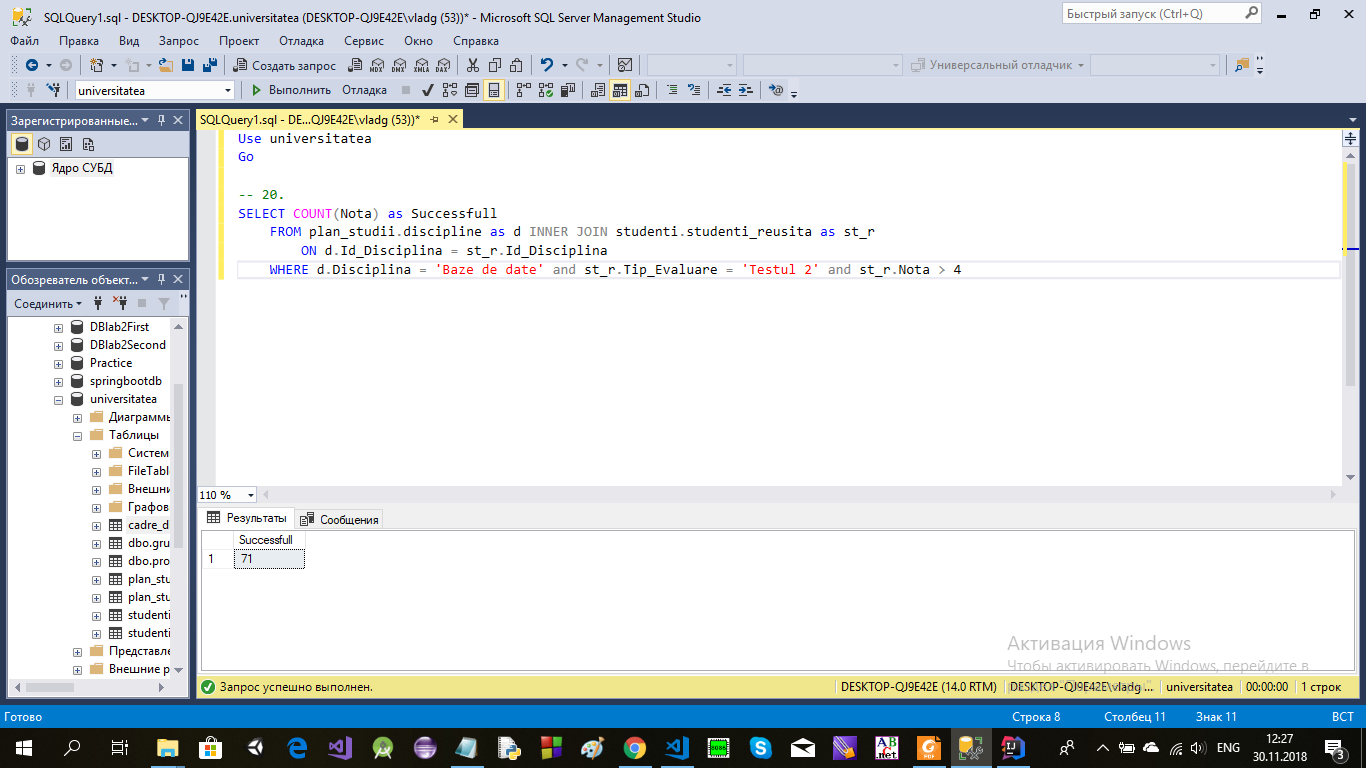 SQLQuery1.sql - DESKTOP-QJ9E42E.universitatea (DESKTOP-QJ9E42E\vladg (53))* - Microsoft SQL Server Management Studio
Быстрый запуск (Ctrl+Q)
Файл Правка Вид Запрос Проект Отладка Сервис Окно Справка
Создать запрос MDX DMX XMLA DAX Универсальный отладчик
universitatea Выполнить Отладка
Зарегистрированные...
SQLQuery1.sql - DE...QJ9E42E\vladg (53))*
Ядро СУБД
Use universitatea
Go
-- 20.
SELECT COUNT(Nota) as Successfull
FROM plan_studii.discipline as d INNER JOIN studenti.studenti_reusita as st_r
ON d.Id_Disciplina = st_r.Id_Disciplina
WHERE d.Disciplina = 'Baze de date' and st_r.Tip_Evaluare = 'Testul 2' and st_r.Nota > 4
Обозреватель объект...
Соединить
DBlab2First
DBlab2Second
Practice
springbootdb
universitatea
Диаграммы
Таблицы
Систем
FileTabl
Внешни
Графов
cadre_d
dbo.gru
dbo.pro
plan_stu
plan_stu
studenti
studenti
Представле
Внешние р
110 %
Результаты Сообщения
Successfull
1 71
Активация Windows
Чтобы активировать Windows, перейдите в
Запрос успешно выполнен.
DESKTOP-QJ9E42E (14.0 RTM) DESKTOP-QJ9E42E\vladg ... universitatea 00:00:00 1 строк
Готово Строка 8 Столбец 11 Знак 11 ВСТ
ENG 12:27
30.11.2018 3